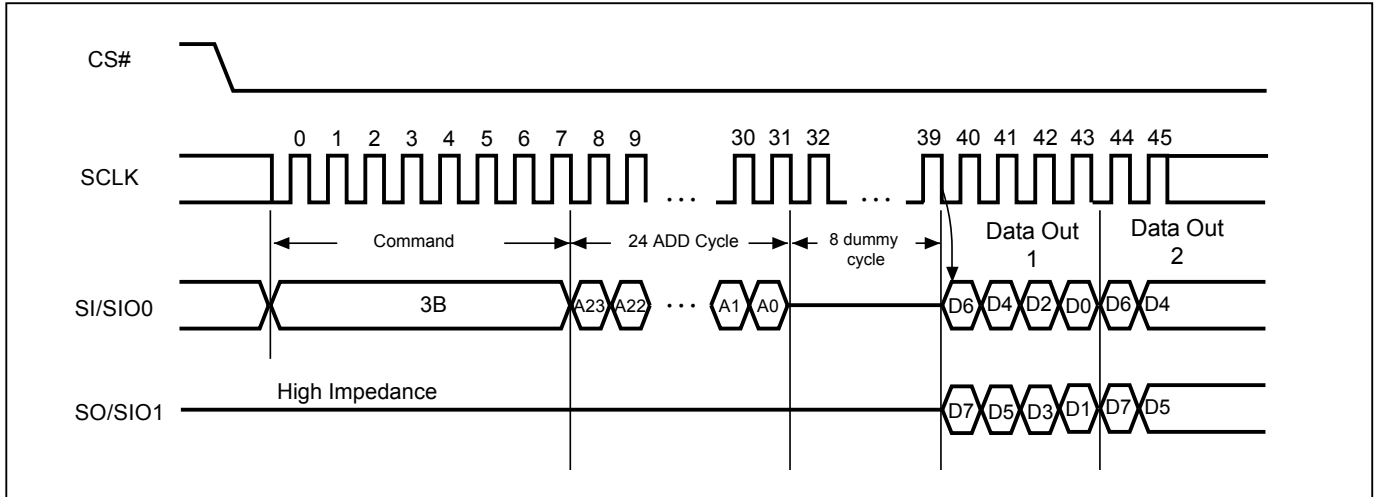 CS#
0 1 2 3 4 5 6 7 8 9 30 31 32 39 40 41 42 43 44 45
SCLK
... ...
Command 24 ADD Cycle 8 dummy cycle Data Out 1 Data Out 2
SI/SIO0 3B A23 A22 ... A1 A0 D6 D4 D2 D0 D6 D4
High Impedance
SO/SIO1 D7 D5 D3 D1 D7 D5